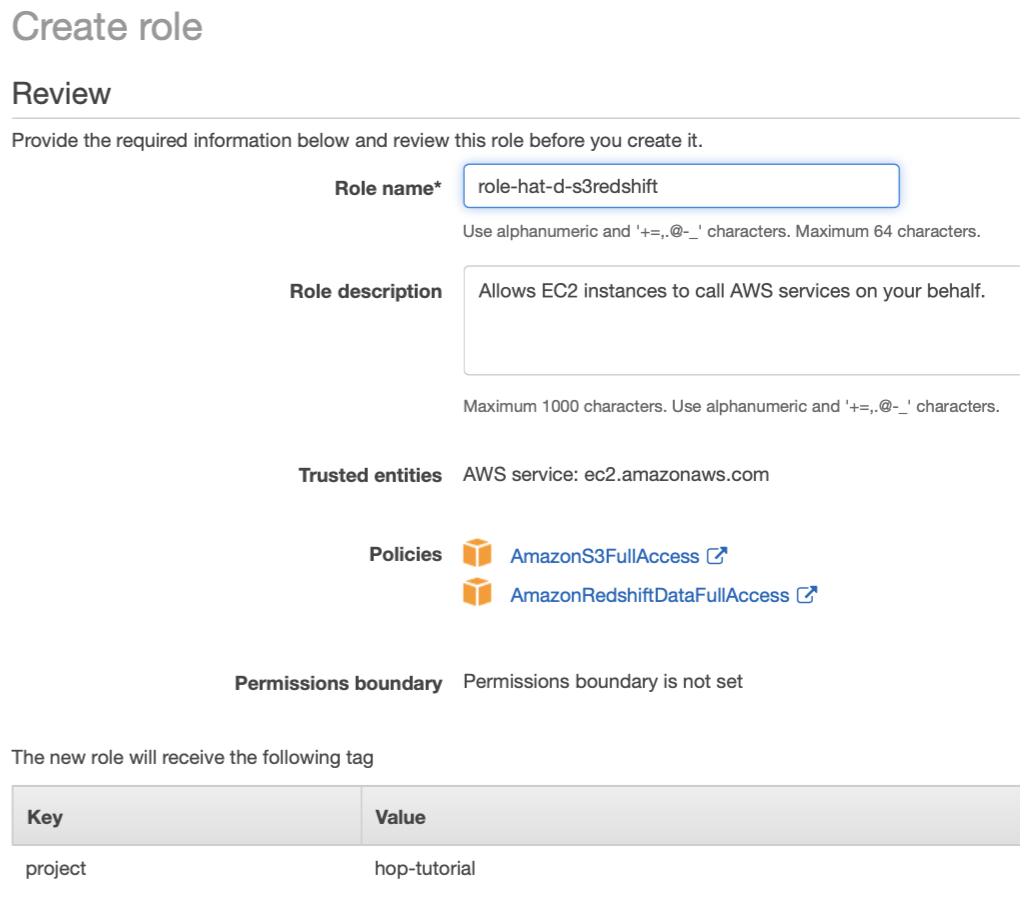 Create role
Review
Provide the required information below and review this role before you create it.
Role name* role-hat-d-s3redshift
Use alphanumeric and '+=,.@-_' characters. Maximum 64 characters.
Role description Allows EC2 instances to call AWS services on your behalf.
Maximum 1000 characters. Use alphanumeric and '+=,.@-_' characters.
Trusted entities AWS service: ec2.amazonaws.com
Policies AmazonS3FullAccess
AmazonRedshiftDataFullAccess
Permissions boundary Permissions boundary is not set
The new role will receive the following tag
Key Value
project hop-tutorial